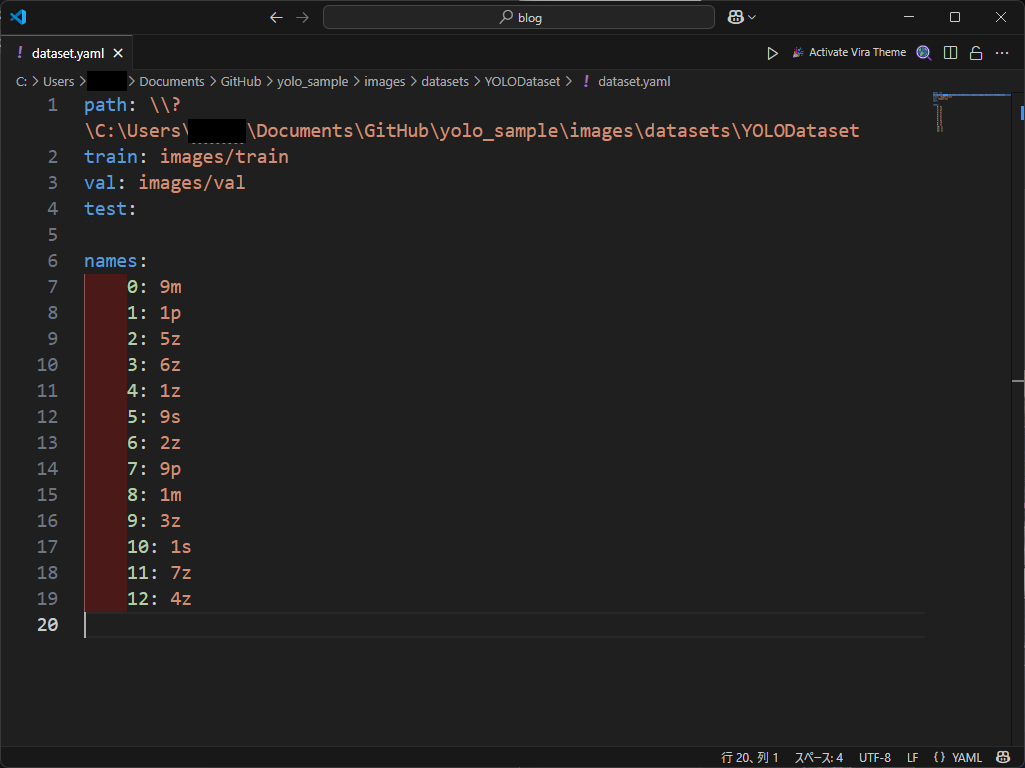 blog
! dataset.yaml ×
Activate Vira Theme
C: > Users > > Documents > GitHub > yolo_sample > images > datasets > YOLODataset > ! dataset.yaml
1 path: \\?
\C:\Users\ \Documents\GitHub\yolo_sample\images\datasets\YOLODataset
2 train: images/train
3 val: images/val
4 test:
5
6 names:
7 0: 9m
8 1: 1p
9 2: 5z
10 3: 6z
11 4: 1z
12 5: 9s
13 6: 2z
14 7: 9p
15 8: 1m
16 9: 3z
17 10: 1s
18 11: 7z
19 12: 4z
20
行 20、列 1 スペース: 4 UTF-8 LF {} YAML